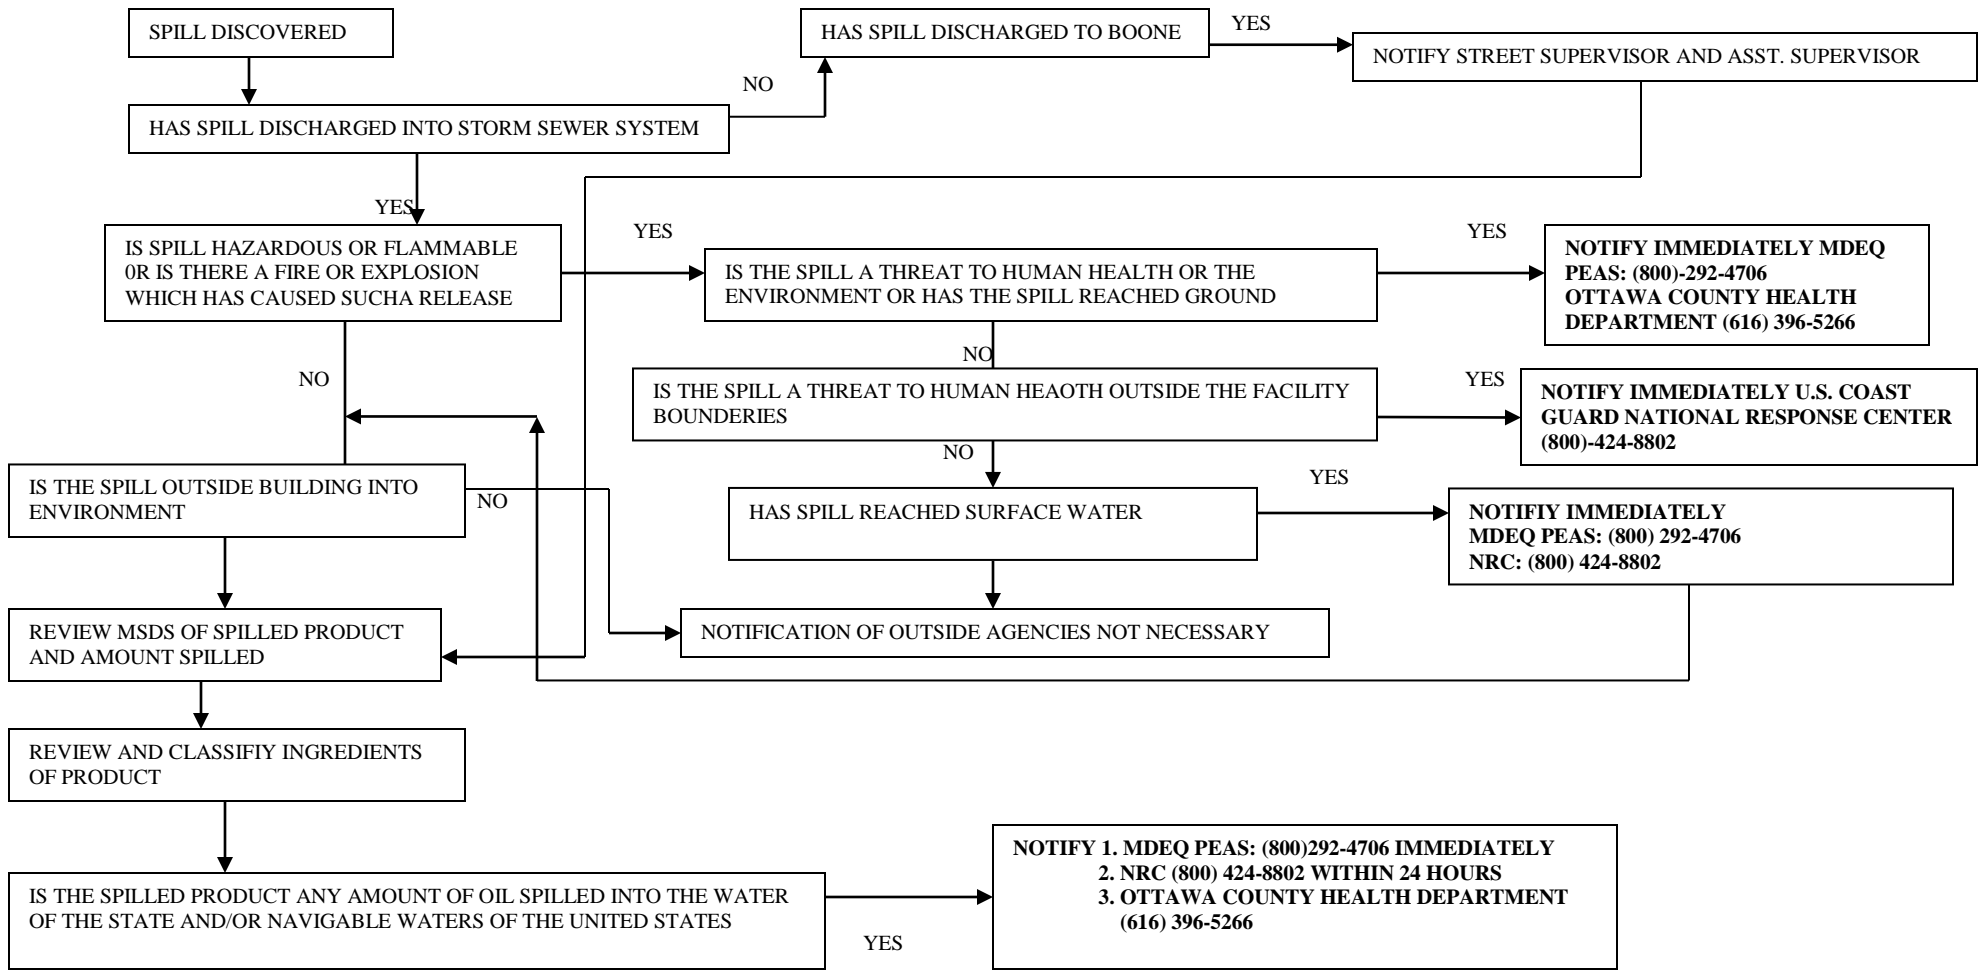 SPILL DISCOVERED
HAS SPILL DISCHARGED TO BOONE
YES
NOTIFY STREET SUPERVISOR AND ASST. SUPERVISOR
NO
HAS SPILL DISCHARGED INTO STORM SEWER SYSTEM
YES
IS SPILL HAZARDOUS OR FLAMMABLE
0R IS THERE A FIRE OR EXPLOSION
WHICH HAS CAUSED SUCHA RELEASE
YES
IS THE SPILL A THREAT TO HUMAN HEALTH OR THE
ENVIRONMENT OR HAS THE SPILL REACHED GROUND
YES
NOTIFY IMMEDIATELY MDEQ
PEAS: (800)-292-4706
OTTAWA COUNTY HEALTH
DEPARTMENT (616) 396-5266
NO
NO
IS THE SPILL A THREAT TO HUMAN HEAOTH OUTSIDE THE FACILITY
BOUNDERIES
YES
NOTIFY IMMEDIATELY U.S. COAST
GUARD NATIONAL RESPONSE CENTER
(800)-424-8802
NO
IS THE SPILL OUTSIDE BUILDING INTO
ENVIRONMENT
NO
HAS SPILL REACHED SURFACE WATER
YES
NOTIFIY IMMEDIATELY
MDEQ PEAS: (800) 292-4706
NRC: (800) 424-8802
REVIEW MSDS OF SPILLED PRODUCT
AND AMOUNT SPILLED
NOTIFICATION OF OUTSIDE AGENCIES NOT NECESSARY
REVIEW AND CLASSIFIY INGREDIENTS
OF PRODUCT
IS THE SPILLED PRODUCT ANY AMOUNT OF OIL SPILLED INTO THE WATER
OF THE STATE AND/OR NAVIGABLE WATERS OF THE UNITED STATES
YES
NOTIFY 1. MDEQ PEAS: (800)292-4706 IMMEDIATELY
2. NRC (800) 424-8802 WITHIN 24 HOURS
3. OTTAWA COUNTY HEALTH DEPARTMENT
(616) 396-5266